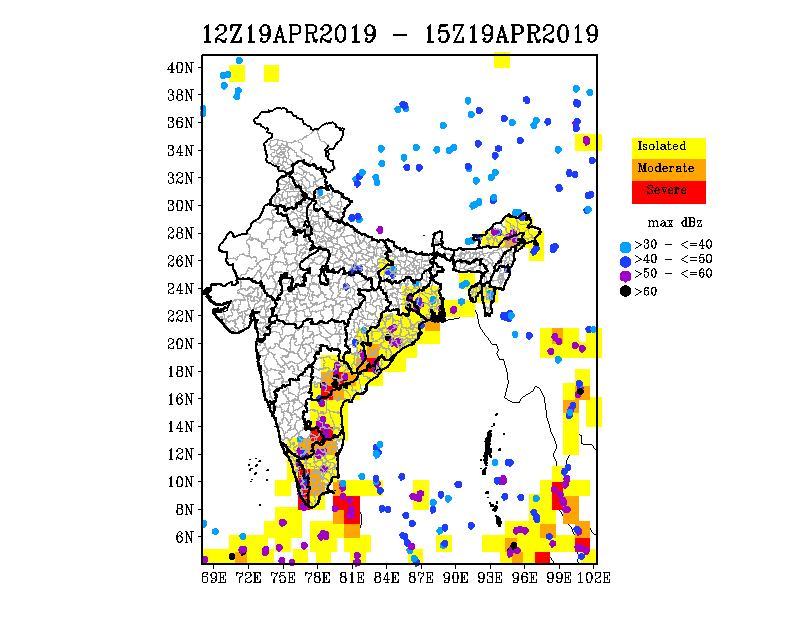 12Z19APR2019 – 15Z19APR2019
40N
38N
36N
34N
32N
30N
28N
26N
24N
22N
20N
18N
16N
14N
12N
10N
8N
6N
69E 72E 75E 78E 81E 84E 87E 90E 93E 96E 99E 102E
Isolated
Moderate
Severe
max dBz
>30 – <=40
>40 – <=50
>50 – <=60
>60